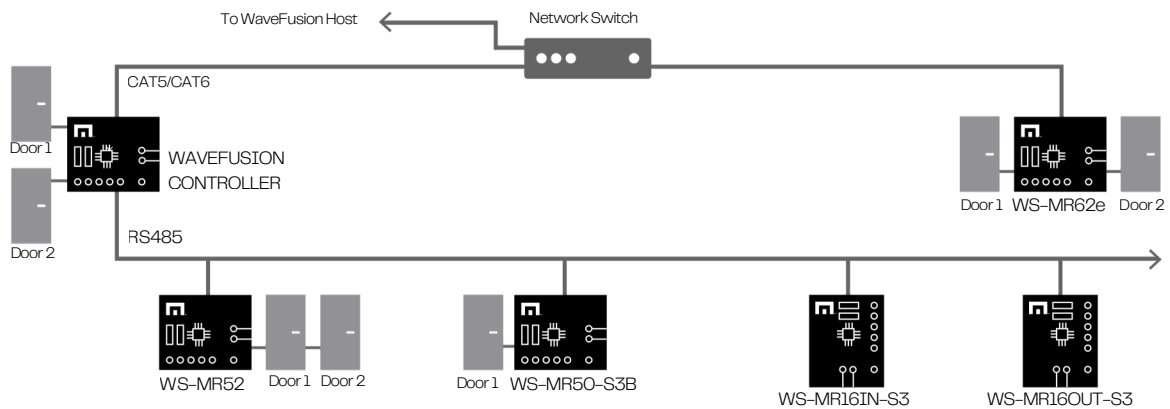 To WaveFusion Host
Network Switch
CAT5/CAT6
Door 1
WAVEFUSION
CONTROLLER
Door 2
Door 1
WS-MR62e
Door 2
RS485
WS-MR52
Door 1
Door 2
Door 1
WS-MR50-S3B
WS-MR16IN-S3
WS-MR16OUT-S3